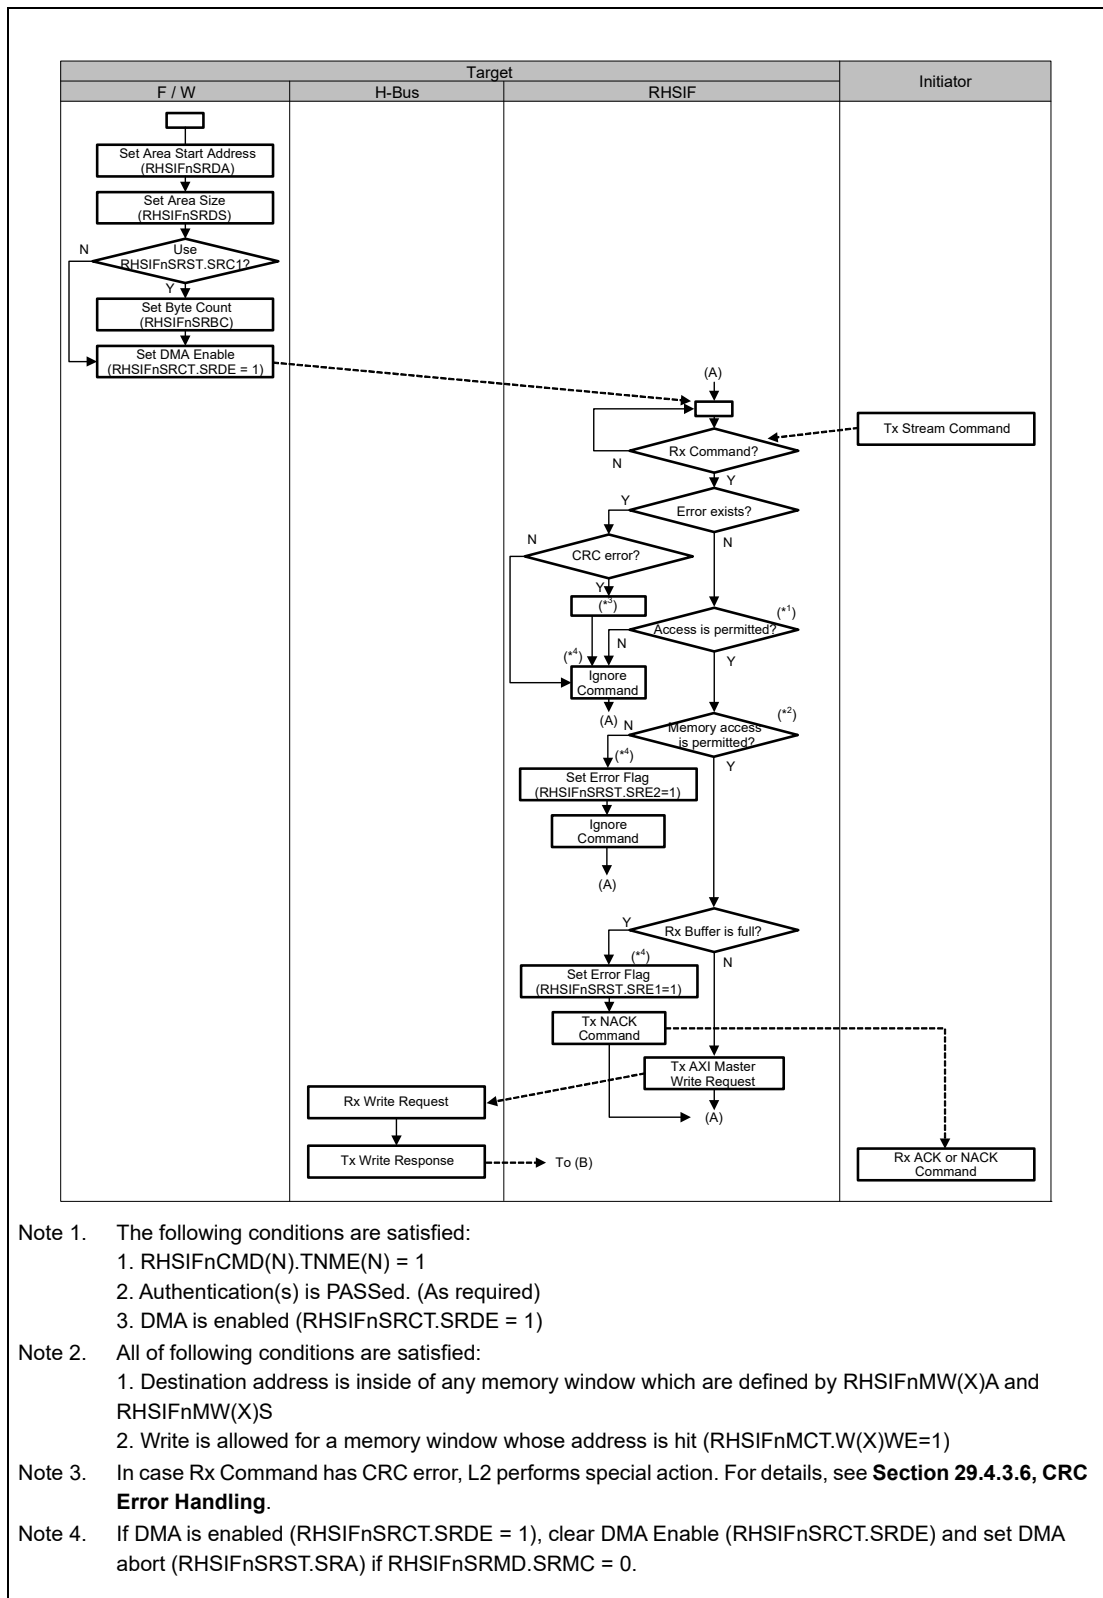 Target
Initiator
F / W
H-Bus
RHSIF
Set Area Start Address
(RHSIFnSRDA)
Set Area Size
(RHSIFnSRDS)
N
Use
RHSIFnSRST.SRC1?
Y
Set Byte Count
(RHSIFnSRBC)
Set DMA Enable
(RHSIFnSRCT.SRDE = 1)
(A)
Tx Stream Command
Rx Command?
N
Y
Y
Error exists?
N
N
CRC error?
Y
(*3)
(*1)
Access is permitted?
N
Y
(*4)
Ignore
Command
(A)
(*2)
N
Memory access
is permitted?
(*4)
Y
Set Error Flag
(RHSIFnSRST.SRE2=1)
Ignore
Command
(A)
Y
Rx Buffer is full?
(*4)
N
Set Error Flag
(RHSIFnSRST.SRE1=1)
Tx NACK
Command
Tx AXI Master
Write Request
Rx Write Request
(A)
Tx Write Response
To (B)
Rx ACK or NACK
Command
Note 1. The following conditions are satisfied:
1. RHSIFnCMD(N).TNME(N) = 1
2. Authentication(s) is PASSed. (As required)
3. DMA is enabled (RHSIFnSRCT.SRDE = 1)
Note 2. All of following conditions are satisfied:
1. Destination address is inside of any memory window which are defined by RHSIFnMW(X)A and
RHSIFnMW(X)S
2. Write is allowed for a memory window whose address is hit (RHSIFnMCT.W(X)WE=1)
Note 3. In case Rx Command has CRC error, L2 performs special action. For details, see Section 29.4.3.6, CRC
Error Handling.
Note 4. If DMA is enabled (RHSIFnSRCT.SRDE = 1), clear DMA Enable (RHSIFnSRCT.SRDE) and set DMA
abort (RHSIFnSRST.SRA) if RHSIFnSRMD.SRMC = 0.